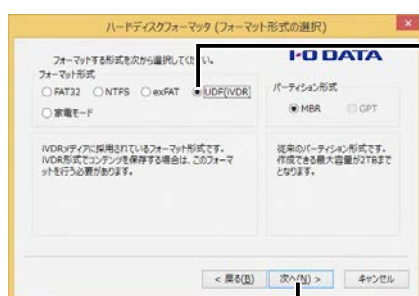 ハードディスクフォーマッタ (フォーマット形式の選択)
フォーマットする形式を次から選択してください。
I-O DATA
フォーマット形式
FAT32 NTFS exFAT UDF(iVDR)
家電モード
パーティション形式
MBR GPT
iVDRメディアに採用されているフォーマット形式です。
iVDR形式でコンテンツを保存する場合は、このフォーマ
ットを行う必要があります。
従来のパーティション形式です。
作成できる最大容量が2TBまで
となります。
< 戻る(B) 次へ(N) > キャンセル